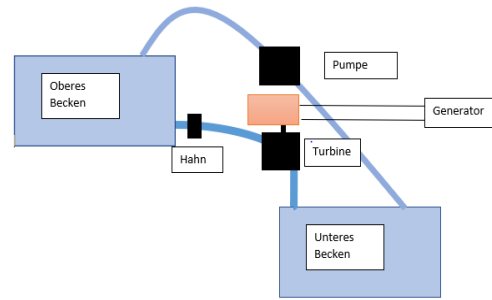 Oberes
Becken
Pumpe
Generator
Hahn
Turbine
Unteres
Becken